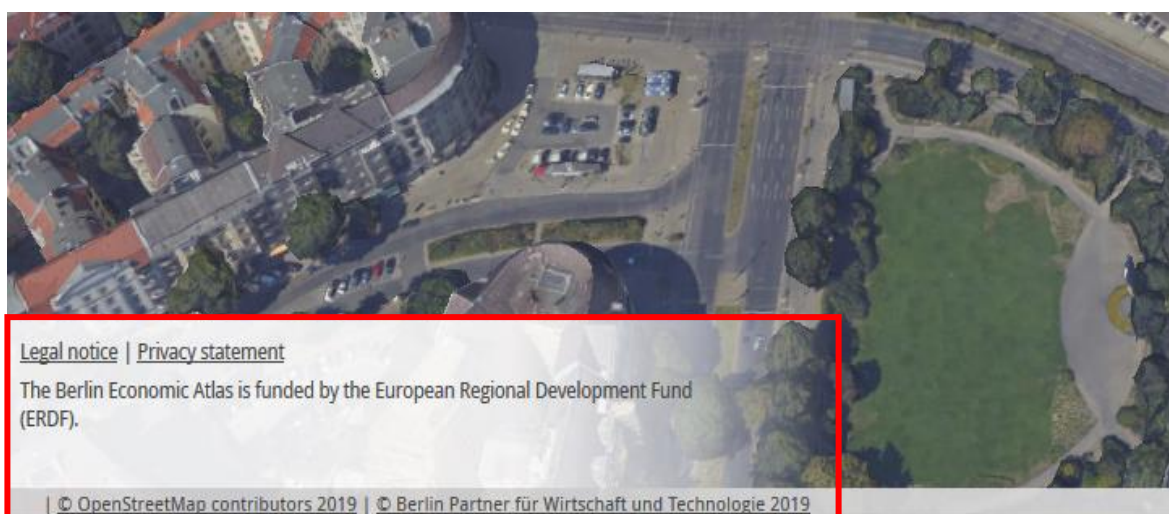 Legal notice | Privacy statement
The Berlin Economic Atlas is funded by the European Regional Development Fund
(ERDF).
| © OpenStreetMap contributors 2019 | © Berlin Partner für Wirtschaft und Technologie 2019